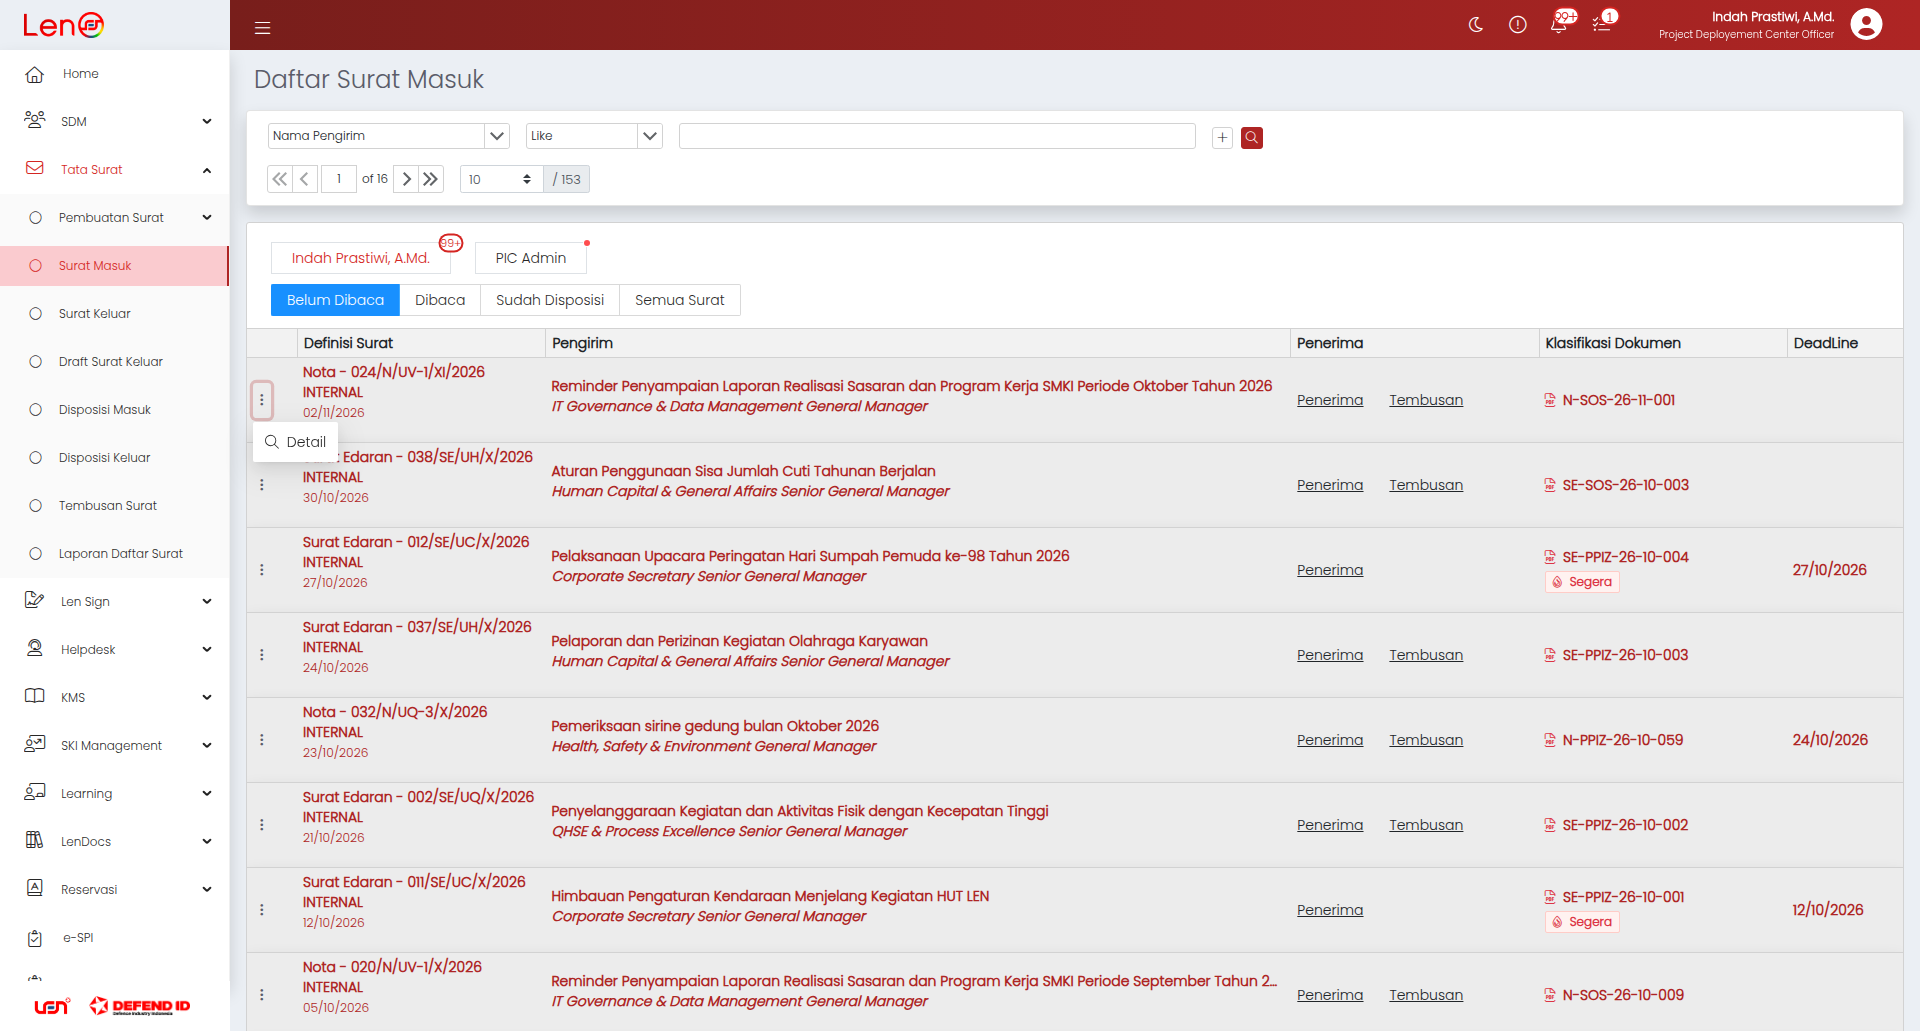 Len
99+
1
Indah Prastiwi, A.Md.
Project Deployement Center Officer
Home
SDM
Tata Surat
Pembuatan Surat
Surat Masuk
Surat Keluar
Draft Surat Keluar
Disposisi Masuk
Disposisi Keluar
Tembusan Surat
Laporan Daftar Surat
Len Sign
Helpdesk
KMS
SKI Management
Learning
LenDocs
Reservasi
e-SPI
Len
DEFEND ID
Defence Industry Indonesia
Daftar Surat Masuk
Nama Pengirim
Like
1
of 16
10
/ 153
Indah Prastiwi, A.Md.
99+
PIC Admin
Belum Dibaca
Dibaca
Sudah Disposisi
Semua Surat
Definisi Surat
Pengirim
Penerima
Klasifikasi Dokumen
DeadLine
Nota - 024/N/UV-1/XI/2026
INTERNAL
02/11/2026
Reminder Penyampaian Laporan Realisasi Sasaran dan Program Kerja SMKI Periode Oktober Tahun 2026
IT Governance & Data Management General Manager
Penerima
Tembusan
N-SOS-26-11-001
Detail
Edaran - 038/SE/UH/X/2026
INTERNAL
30/10/2026
Aturan Penggunaan Sisa Jumlah Cuti Tahunan Berjalan
Human Capital & General Affairs Senior General Manager
Penerima
Tembusan
SE-SOS-26-10-003
Surat Edaran - 012/SE/UC/X/2026
INTERNAL
27/10/2026
Pelaksanaan Upacara Peringatan Hari Sumpah Pemuda ke-98 Tahun 2026
Corporate Secretary Senior General Manager
Penerima
SE-PPIZ-26-10-004
Segera
27/10/2026
Surat Edaran - 037/SE/UH/X/2026
INTERNAL
24/10/2026
Pelaporan dan Perizinan Kegiatan Olahraga Karyawan
Human Capital & General Affairs Senior General Manager
Penerima
Tembusan
SE-PPIZ-26-10-003
Nota - 032/N/UQ-3/X/2026
INTERNAL
23/10/2026
Pemeriksaan sirine gedung bulan Oktober 2026
Health, Safety & Environment General Manager
Penerima
Tembusan
N-PPIZ-26-10-059
24/10/2026
Surat Edaran - 002/SE/UQ/X/2026
INTERNAL
21/10/2026
Penyelanggaraan Kegiatan dan Aktivitas Fisik dengan Kecepatan Tinggi
QHSE & Process Excellence Senior General Manager
Penerima
Tembusan
SE-PPIZ-26-10-002
Surat Edaran - 011/SE/UC/X/2026
INTERNAL
12/10/2026
Himbauan Pengaturan Kendaraan Menjelang Kegiatan HUT LEN
Corporate Secretary Senior General Manager
Penerima
SE-PPIZ-26-10-001
Segera
12/10/2026
Nota - 020/N/UV-1/X/2026
INTERNAL
05/10/2026
Reminder Penyampaian Laporan Realisasi Sasaran dan Program Kerja SMKI Periode September Tahun 2...
IT Governance & Data Management General Manager
Penerima
Tembusan
N-SOS-26-10-009